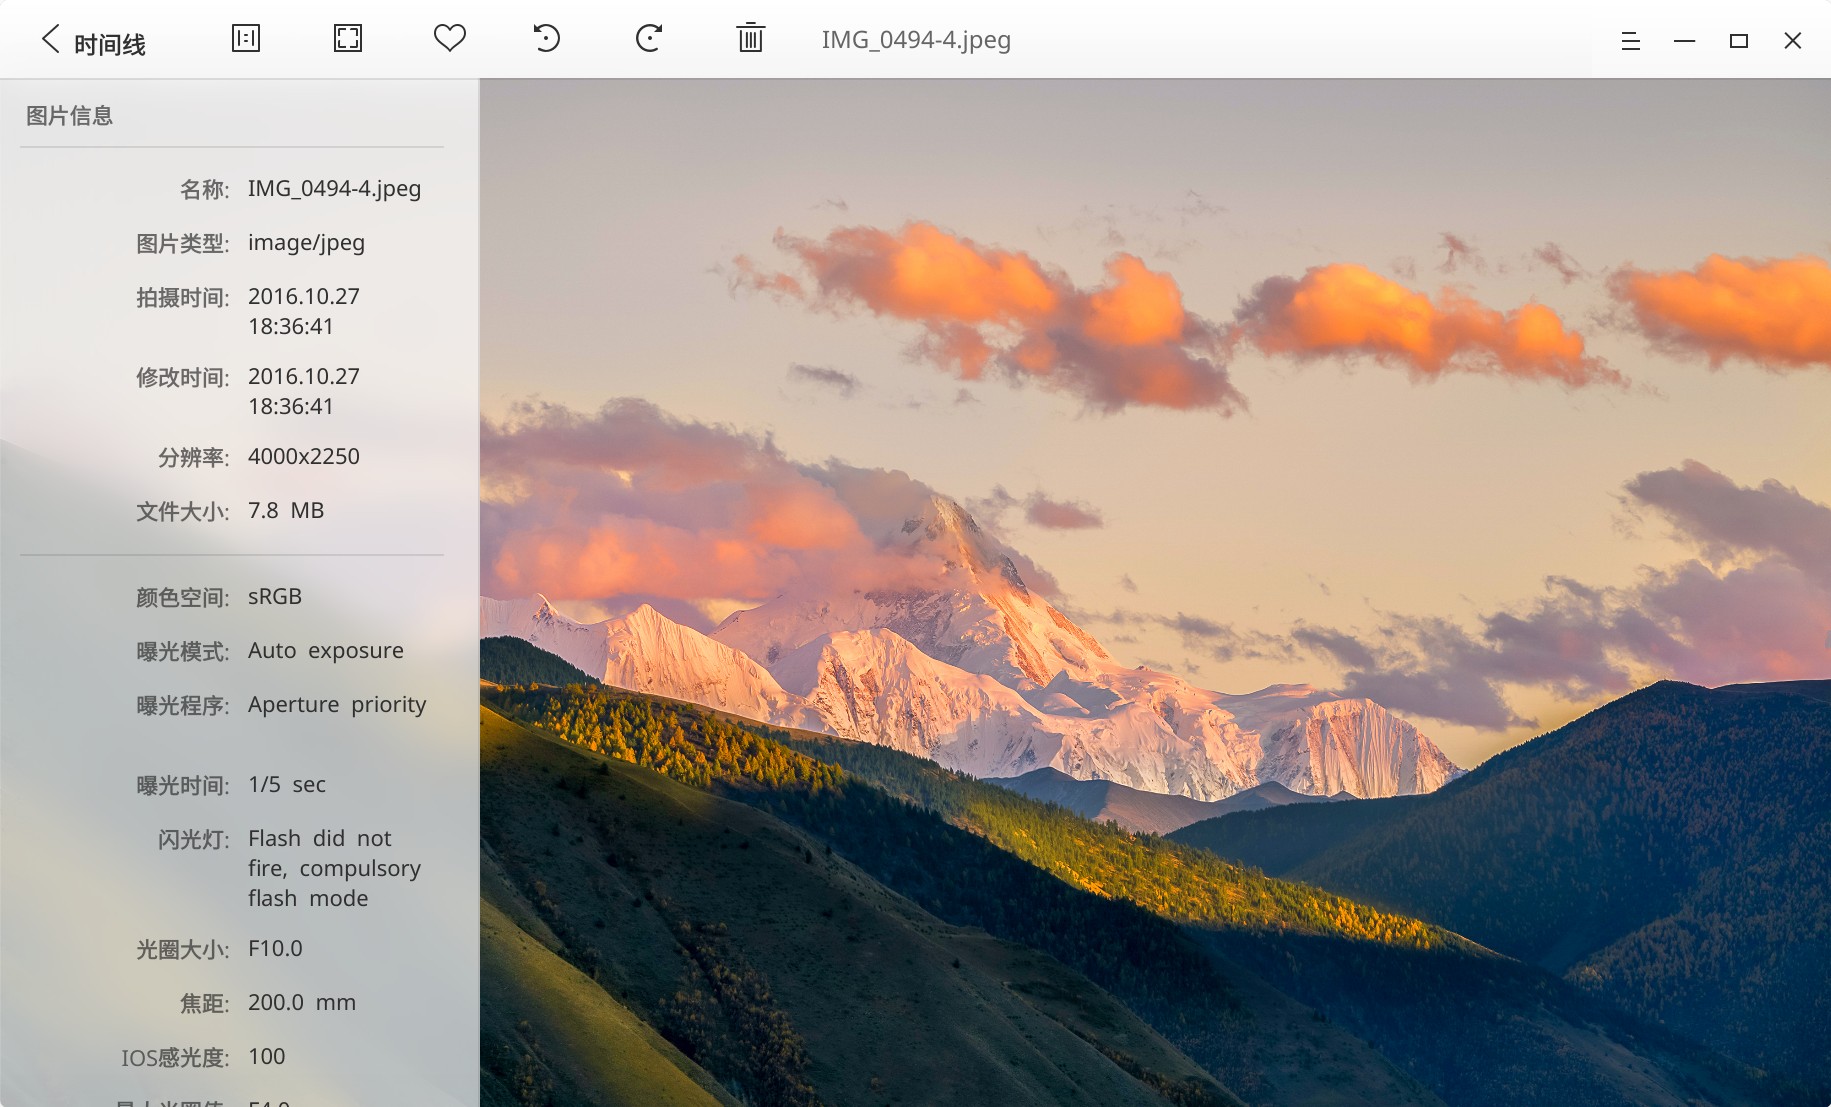 时间线
IMG_0494-4.jpeg
图片信息
名称: IMG_0494-4.jpeg
图片类型: image/jpeg
拍摄时间: 2016.10.27
18:36:41
修改时间: 2016.10.27
18:36:41
分辨率: 4000x2250
文件大小: 7.8 MB
颜色空间: sRGB
曝光模式: Auto exposure
曝光程序: Aperture priority
曝光时间: 1/5 sec
闪光灯: Flash did not
fire, compulsory
flash mode
光圈大小: F10.0
焦距: 200.0 mm
IOS感光度: 100